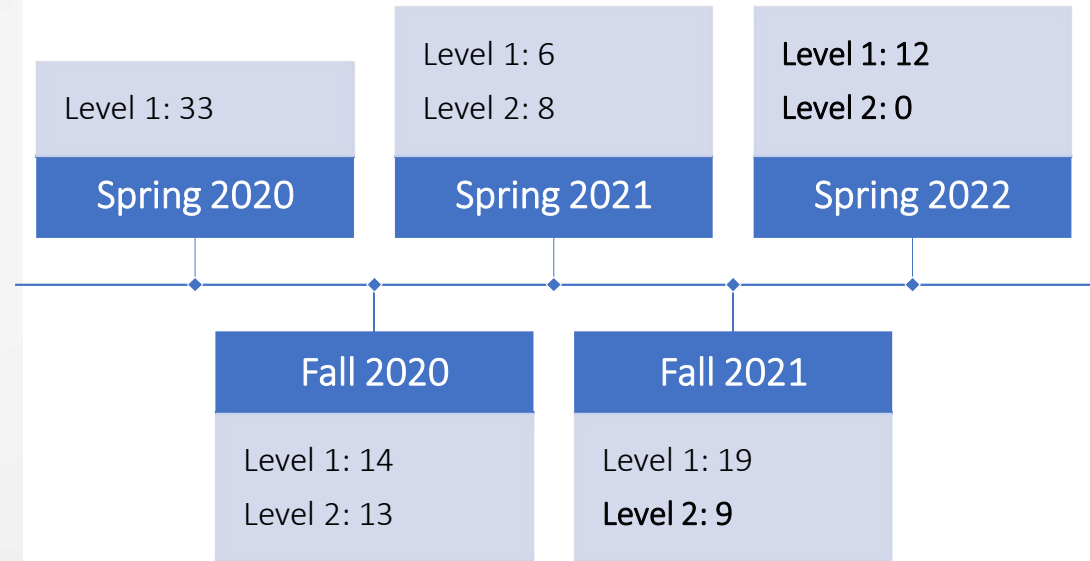 Level 1: 33
Spring 2020
Level 1: 6
Level 2: 8
Spring 2021
Level 1: 12
Level 2: 0
Spring 2022
Fall 2020
Level 1: 14
Level 2: 13
Fall 2021
Level 1: 19
Level 2: 9